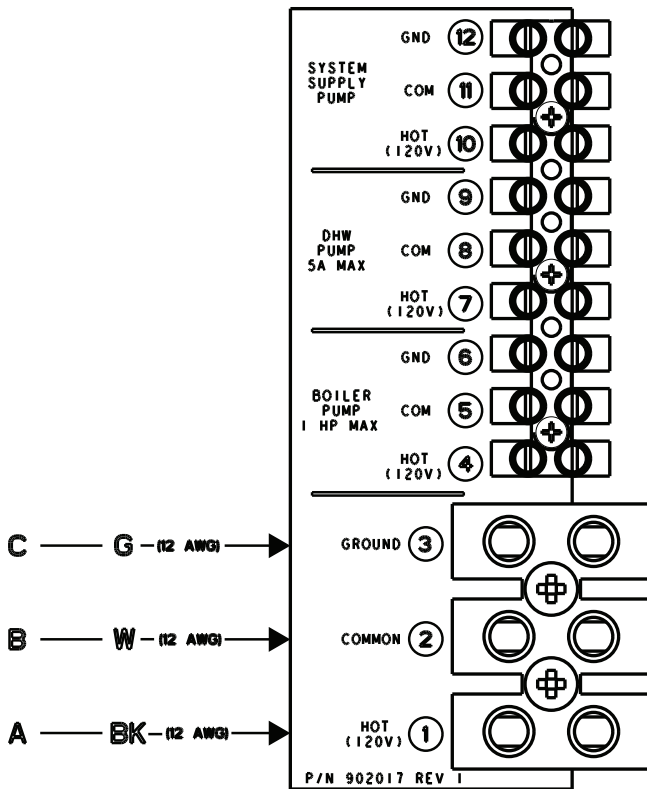 GND 12
SYSTEM
SUPPLY
PUMP
COM 11
HOT
(120V) 10
GND 9
DHW
PUMP
5A MAX
COM 8
HOT
(120V) 7
GND 6
BOILER
PUMP
1 HP MAX
COM 5
HOT
(120V) 4
C G (12 AWG) GROUND 3
B W (12 AWG) COMMON 2
A BK (12 AWG) HOT
(120V) 1
P/N 902017 REV 1